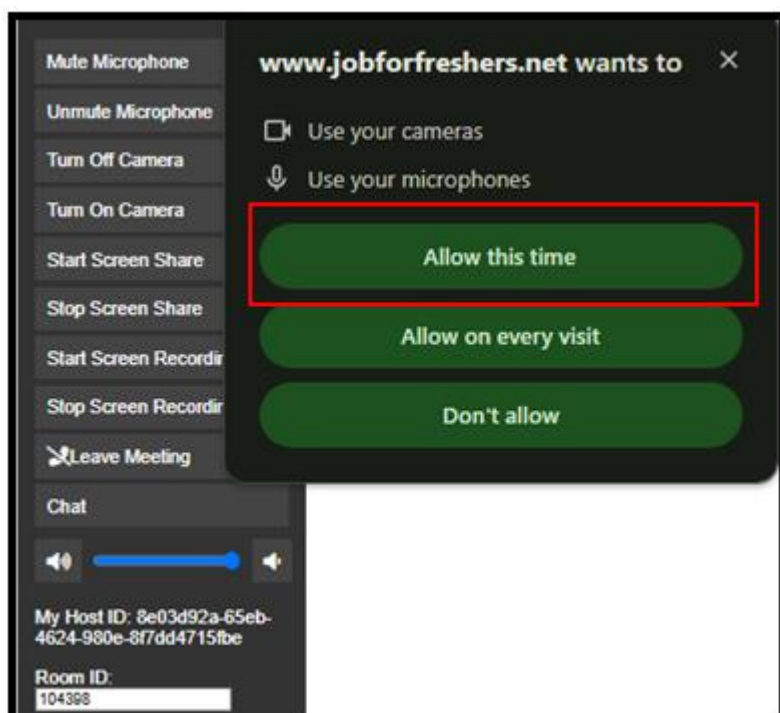 Mute Microphone
Unmute Microphone
Turn Off Camera
Turn On Camera
Start Screen Share
Stop Screen Share
Start Screen Recordin
Stop Screen Recordin
Leave Meeting
Chat
My Host ID: 8e03d92a-65eb-
4624-980e-8f7dd4715fbe
Room ID:
104398
www.jobforfreshers.net wants to
Use your cameras
Use your microphones
Allow this time
Allow on every visit
Don't allow